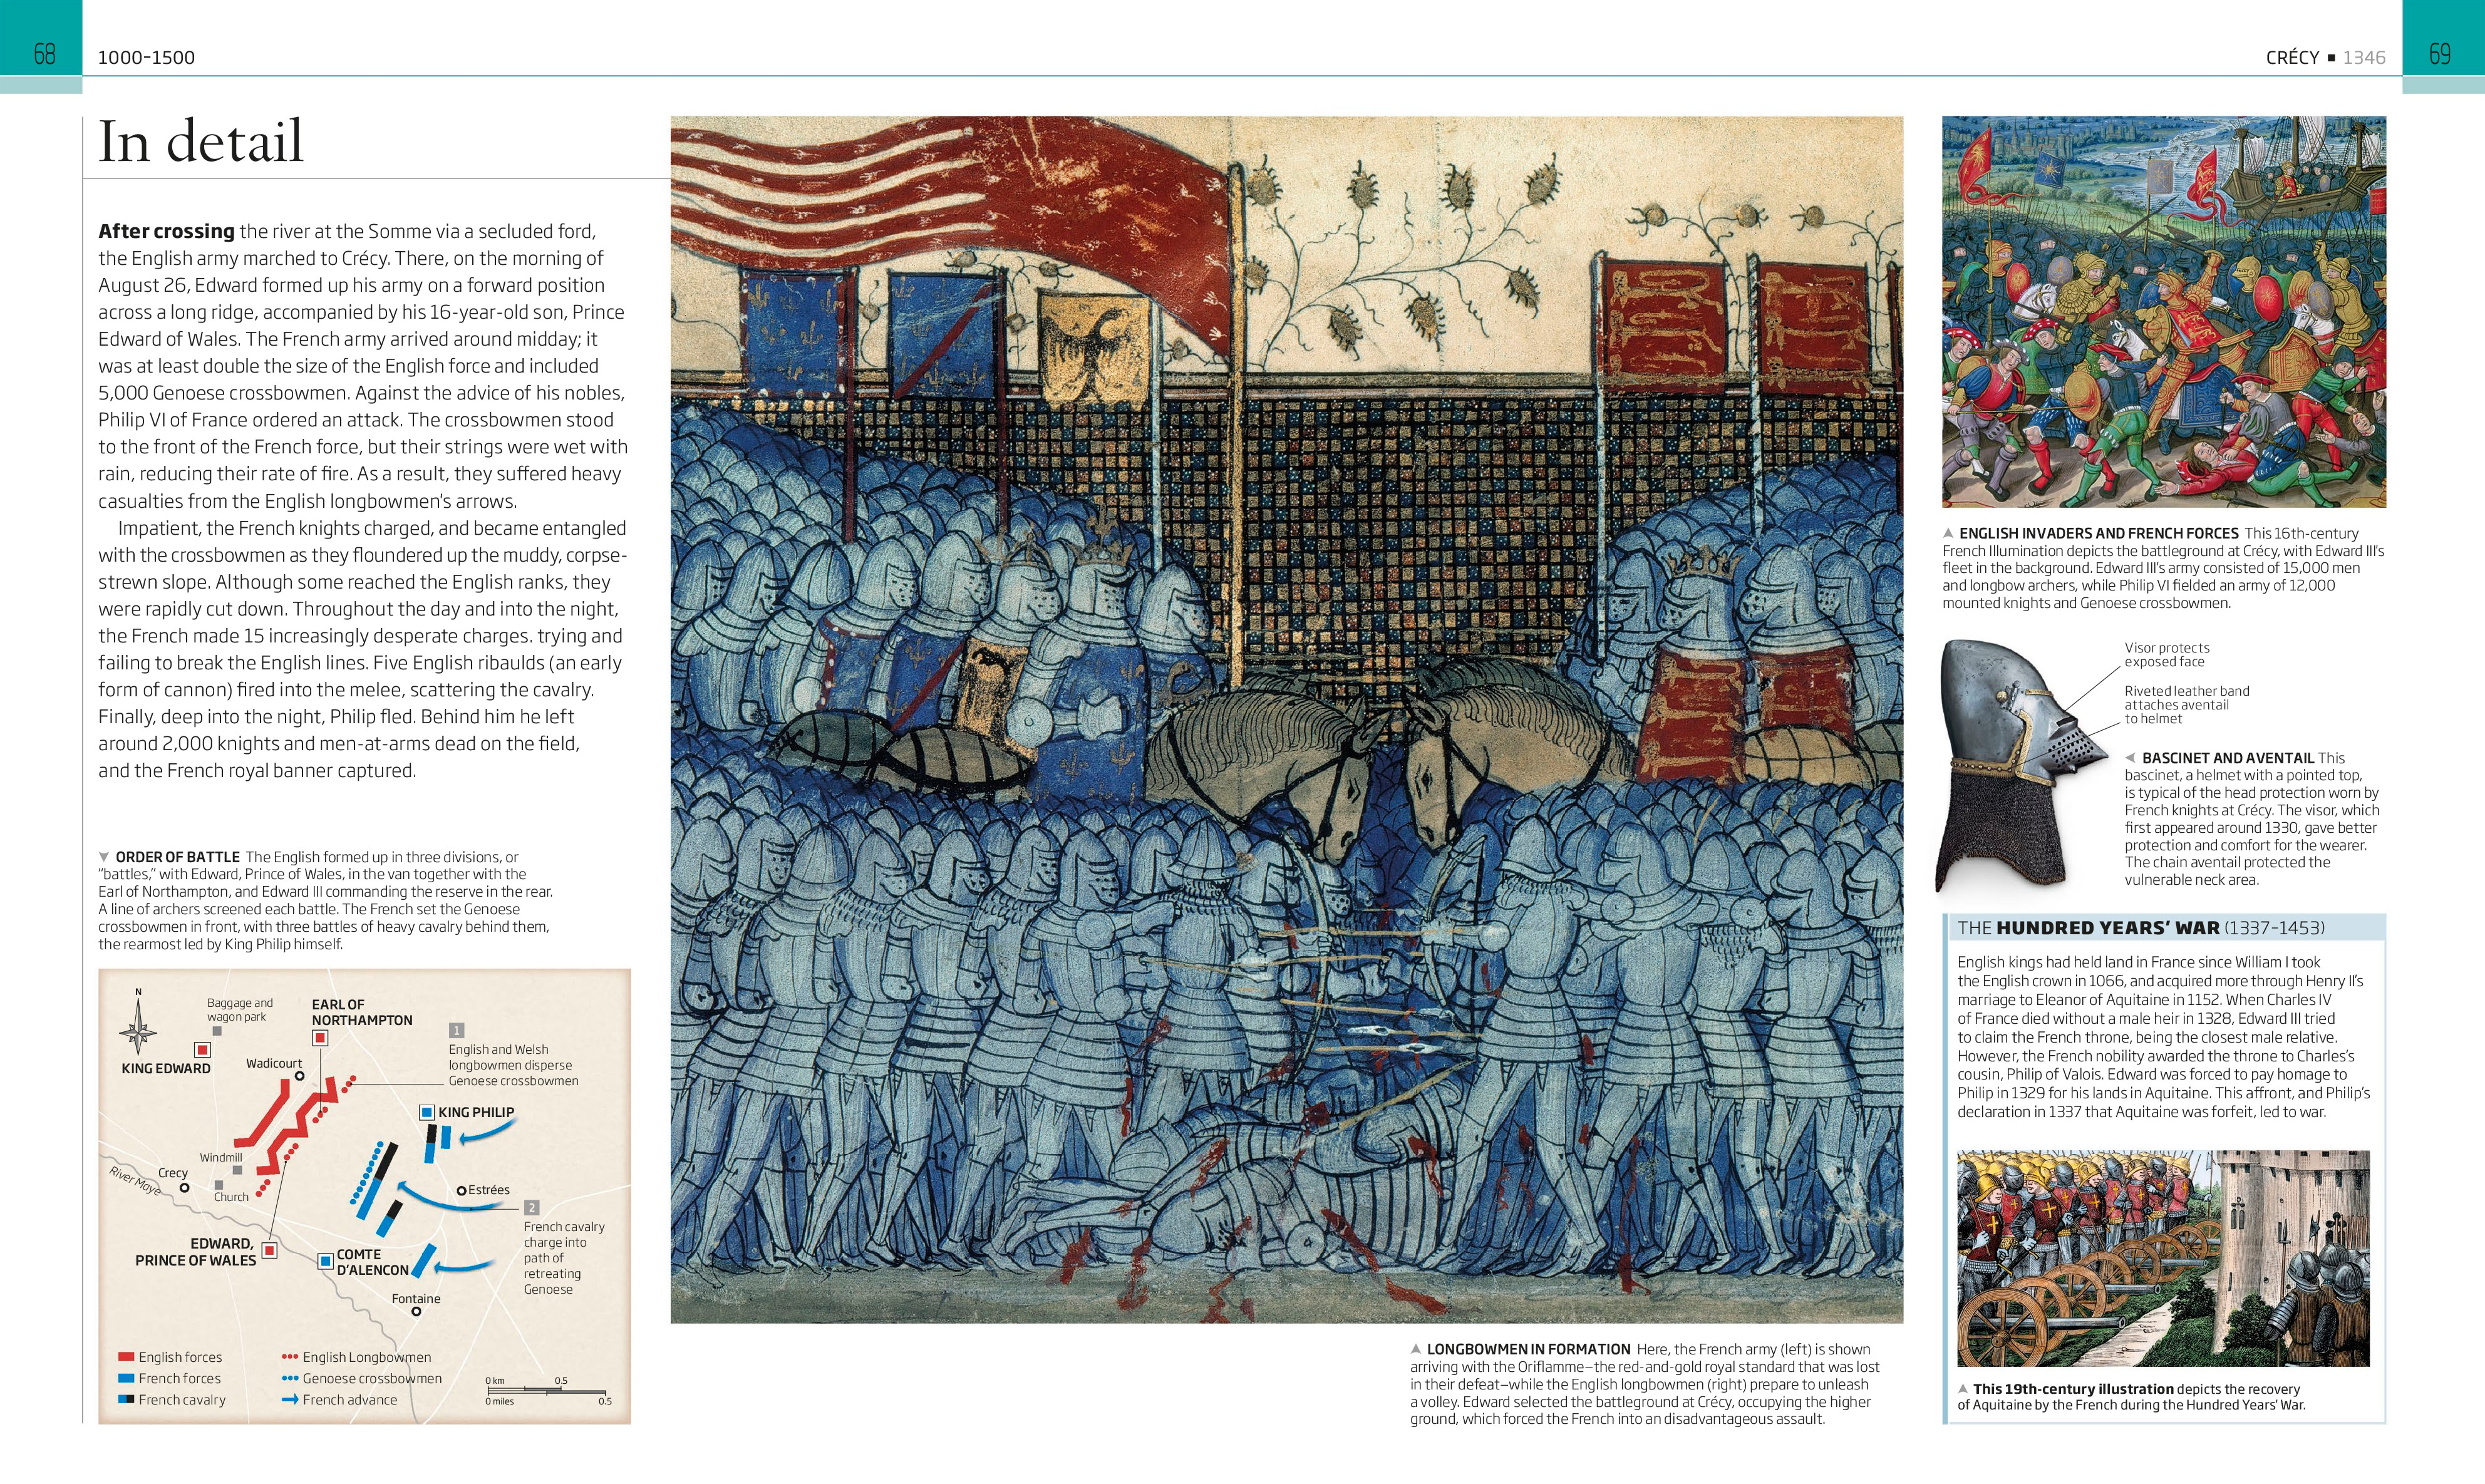 68
1000–1500
CRÉCY ▪ 1346
69
In detail
After crossing the river at the Somme via a secluded ford,
the English army marched to Crécy. There, on the morning of
August 26, Edward formed up his army on a forward position
across a long ridge, accompanied by his 16-year-old son, Prince
Edward of Wales. The French army arrived around midday; it
was at least double the size of the English force and included
5,000 Genoese crossbowmen. Against the advice of his nobles,
Philip VI of France ordered an attack. The crossbowmen stood
to the front of the French force, but their strings were wet with
rain, reducing their rate of fire. As a result, they suffered heavy
casualties from the English longbowmen's arrows.
Impatient, the French knights charged, and became entangled
with the crossbowmen as they floundered up the muddy, corpse-
strewn slope. Although some reached the English ranks, they
were rapidly cut down. Throughout the day and into the night,
the French made 15 increasingly desperate charges. trying and
failing to break the English lines. Five English ribaulds (an early
form of cannon) fired into the melee, scattering the cavalry.
Finally, deep into the night, Philip fled. Behind him he left
around 2,000 knights and men-at-arms dead on the field,
and the French royal banner captured.
ORDER OF BATTLE The English formed up in three divisions, or
“battles,” with Edward, Prince of Wales, in the van together with the
Earl of Northampton, and Edward III commanding the reserve in the rear.
A line of archers screened each battle. The French set the Genoese
crossbowmen in front, with three battles of heavy cavalry behind them,
the rearmost led by King Philip himself.
N
Baggage and
wagon park
EARL OF
NORTHAMPTON
KING EDWARD
Wadicourt
1
English and Welsh
longbowmen disperse
Genoese crossbowmen
KING PHILIP
Windmill
Crecy
River Maye
Church
Estrées
2
French cavalry
charge into
path of
retreating
Genoese
EDWARD,
PRINCE OF WALES
COMTE
D'ALENCON
Fontaine
English forces
French forces
French cavalry
English Longbowmen
Genoese crossbowmen
French advance
0 km 0.5
0 miles 0.5
LONGBOWMEN IN FORMATION Here, the French army (left) is shown
arriving with the Oriflamme—the red-and-gold royal standard that was lost
in their defeat—while the English longbowmen (right) prepare to unleash
a volley. Edward selected the battleground at Crécy, occupying the higher
ground, which forced the French into an disadvantageous assault.
ENGLISH INVADERS AND FRENCH FORCES This 16th-century
French Illumination depicts the battleground at Crécy, with Edward III's
fleet in the background. Edward III's army consisted of 15,000 men
and longbow archers, while Philip VI fielded an army of 12,000
mounted knights and Genoese crossbowmen.
Visor protects
exposed face
Riveted leather band
attaches aventail
to helmet
BASCINET AND AVENTAIL This
bascinet, a helmet with a pointed top,
is typical of the head protection worn by
French knights at Crécy. The visor, which
first appeared around 1330, gave better
protection and comfort for the wearer.
The chain aventail protected the
vulnerable neck area.
THE HUNDRED YEARS’ WAR (1337–1453)
English kings had held land in France since William I took
the English crown in 1066, and acquired more through Henry II's
marriage to Eleanor of Aquitaine in 1152. When Charles IV
of France died without a male heir in 1328, Edward III tried
to claim the French throne, being the closest male relative.
However, the French nobility awarded the throne to Charles's
cousin, Philip of Valois. Edward was forced to pay homage to
Philip in 1329 for his lands in Aquitaine. This affront, and Philip's
declaration in 1337 that Aquitaine was forfeit, led to war.
This 19th-century illustration depicts the recovery
of Aquitaine by the French during the Hundred Years' War.